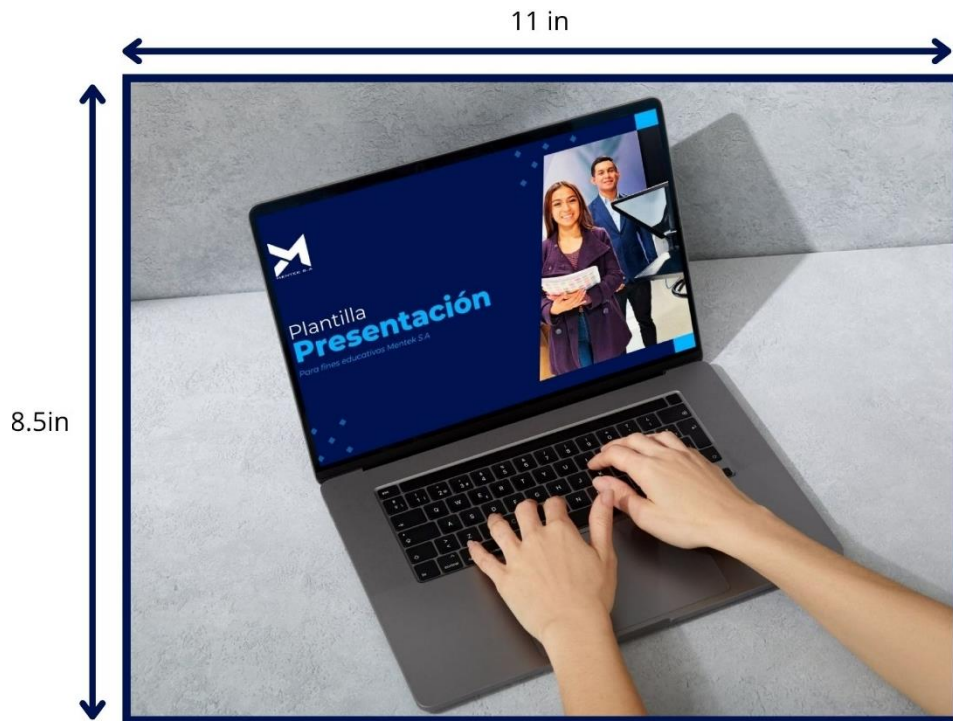 11 in
8.5in
MENTEK S.A
Plantilla
Presentación
Para fines educativos Mentek S.A